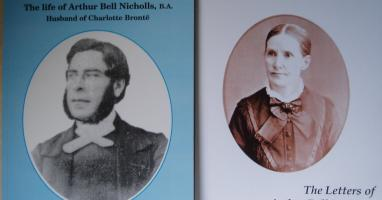 The life of Arthur Bell Nicholls, B.A.
Husband of Charlotte Brontë
The Letters of